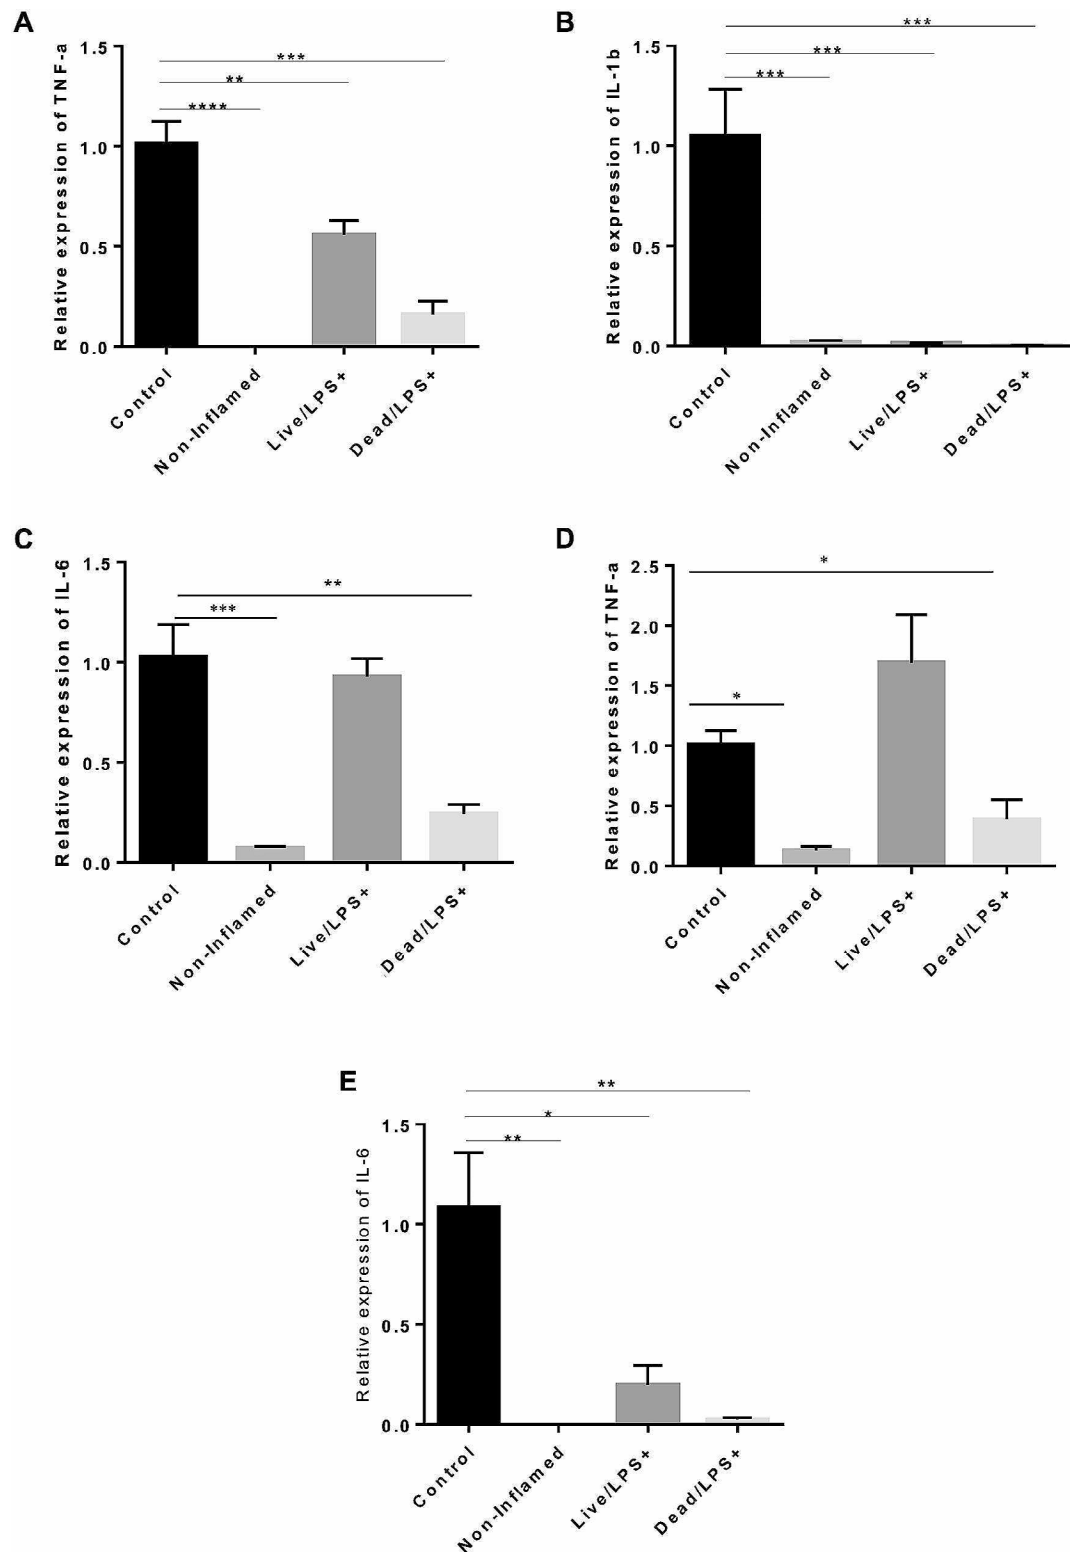 A
Relative expression of TNF-a
1.5
1.0
0.5
0.0
***
**
****
Control
Non-Inflamed
Live/LPS+
Dead/LPS+
B
Relative expression of IL-1b
1.5
1.0
0.5
0.0
***
***
***
Control
Non-Inflamed
Live/LPS+
Dead/LPS+
C
Relative expression of IL-6
1.5
1.0
0.5
0.0
**
***
Control
Non-Inflamed
Live/LPS+
Dead/LPS+
D
Relative expression of TNF-a
2.5
2.0
1.5
1.0
0.5
0.0
*
*
Control
Non-Inflamed
Live/LPS+
Dead/LPS+
E
Relative expression of IL-6
1.5
1.0
0.5
0.0
**
*
**
Control
Non-Inflamed
Live/LPS+
Dead/LPS+